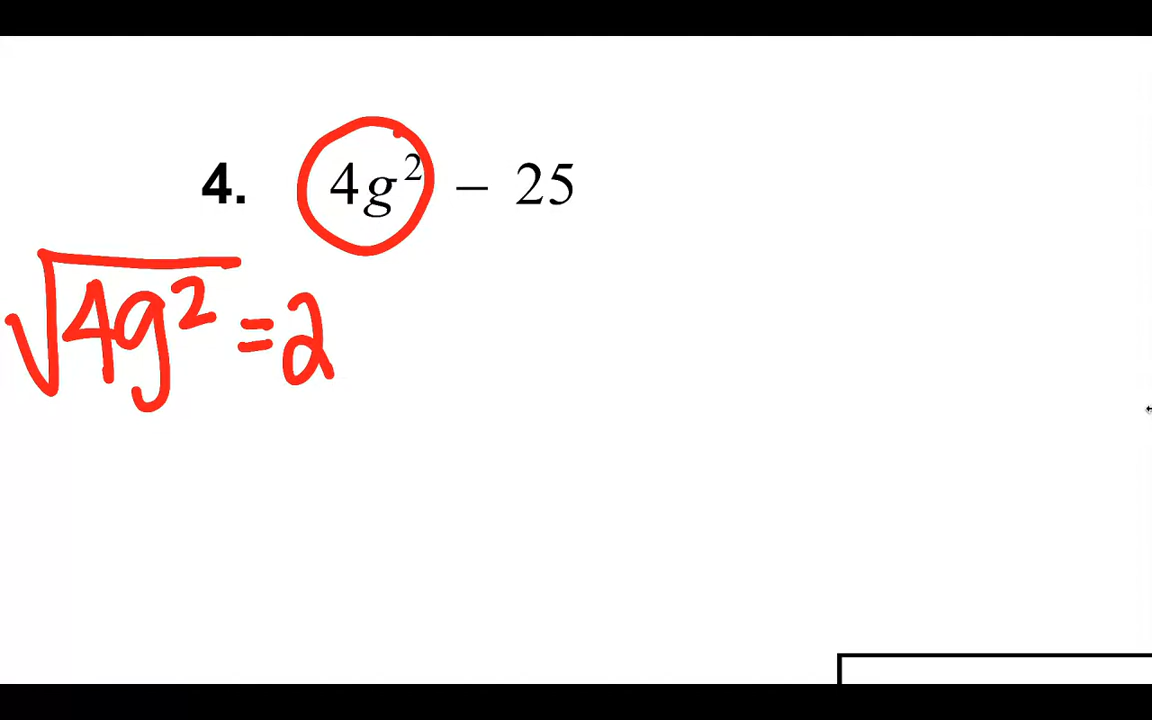 4. 4g² – 25
√4g² = 2